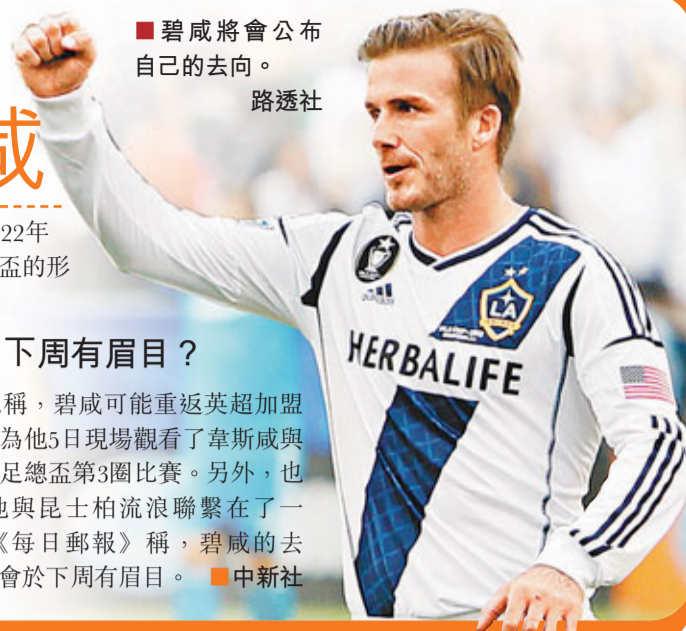 ■碧咸將會公布
自己的去向。
路透社
咸
22年
盃的形
下周有眉目？
稱，碧咸可能重返英超加盟
為他5日現場觀看了韋斯咸與
足總盃第3圈比賽。另外，也
他與昆士柏流浪聯繫在了一
《每日郵報》稱，碧咸的去
會於下周有眉目。 ■中新社
adidas
LA
HERBALIFE